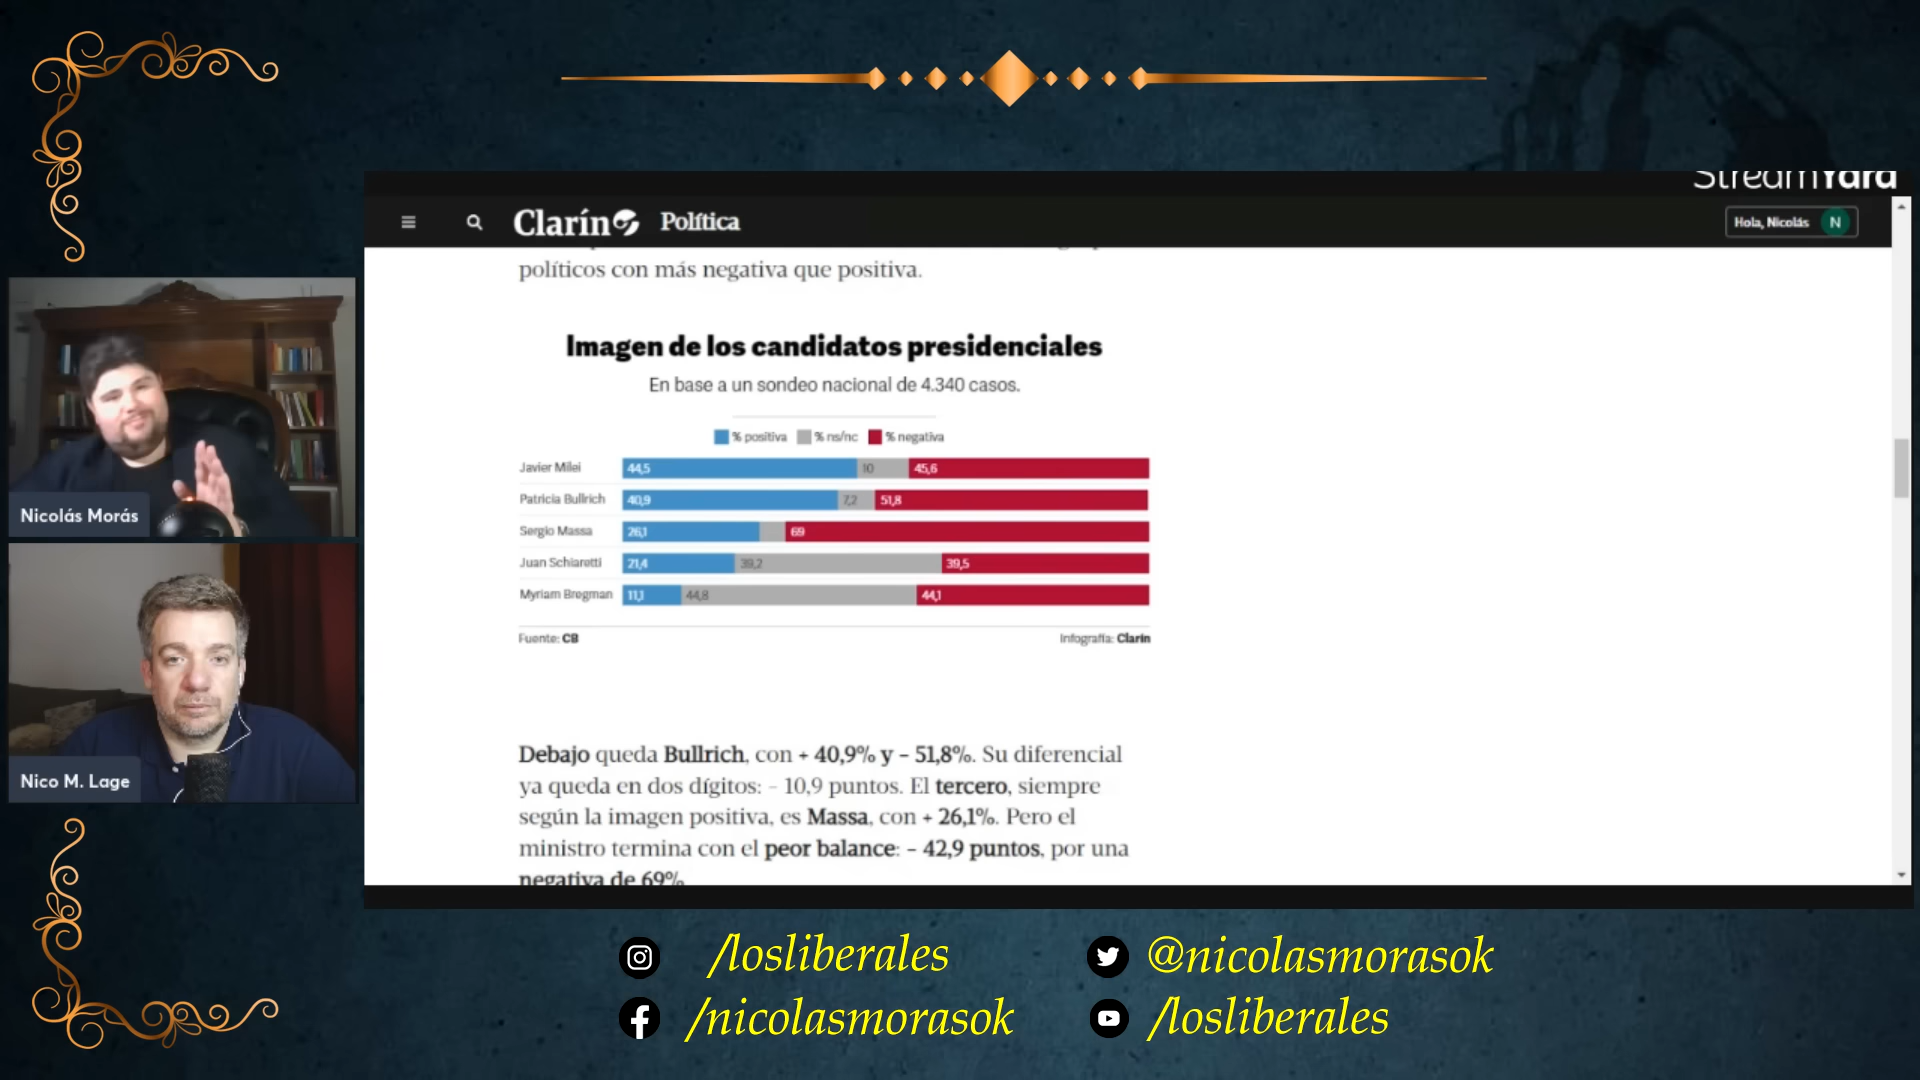 StreamYard
Clarín Política
Hola, Nicolás N
políticos con más negativa que positiva.
Imagen de los candidatos presidenciales
En base a un sondeo nacional de 4.340 casos.
% positiva % ns/nc % negativa
Javier Milei 44,5 10 45,6
Patricia Bullrich 40,9 7,2 51,8
Sergio Massa 26,1 69
Juan Schiaretti 21,4 39,2 39,5
Myriam Bregman 11,1 44,8 44,1
Fuente: CB Infografía: Clarín
Debajo queda Bullrich, con + 40,9% y - 51,8%. Su diferencial
ya queda en dos dígitos: - 10,9 puntos. El tercero, siempre
según la imagen positiva, es Massa, con + 26,1%. Pero el
ministro termina con el peor balance: - 42,9 puntos, por una
negativa de 69%.
Nicolás Morás
Nico M. Lage
/losliberales
@nicolasmorasok
/nicolasmorasok
/losliberales